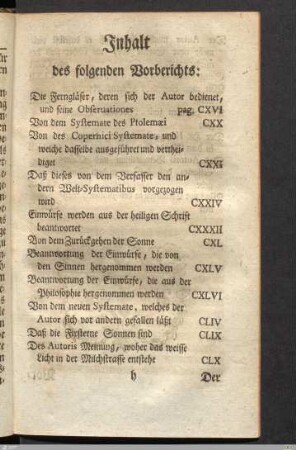 Inhalt
des folgenden Vorberichts:
Die Ferngläser, deren sich der Autor bedienet,
und seine Observationes pag. CXVI
Von dem Systemate des Ptolemæi CXX
Von des Copernici Systemate, und
welche dasselbe ausgeführet und verthei-
diget CXXI
Daß dieses von dem Verfasser den an-
dern Welt-Systematibus vorgezogen
wird CXXIV
Einwürfe werden aus der heiligen Schrift
beantwortet CXXXII
Von dem Zurückgehen der Sonne CXL
Beantwortung der Einwürfe, die von
den Sinnen hergenommen werden CXLV
Beantwortung der Einwürfe, die aus der
Philosophie hergenommen werden CXLVI
Von dem neuen Systemate, welches der
Autor sich vor andern gefallen läßt CLIV
Daß die Fixsterne Sonnen sind CLIX
Des Autoris Meinung, woher das weisse
Licht in der Milchstrasse entstehe CLX
h Der